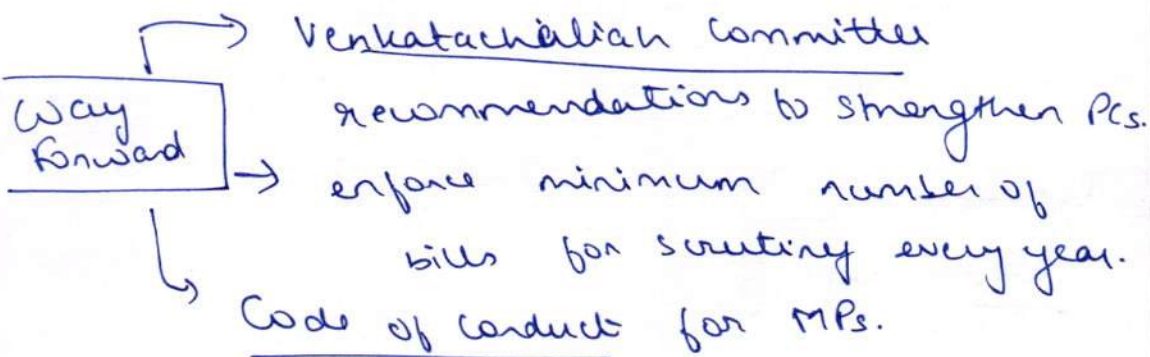 Way
Forward
Venkatachaliah Committee
recommendations to strengthen PCs.
enforce minimum number of
bills for scrutiny every year.
Code of Conduct for MPs.